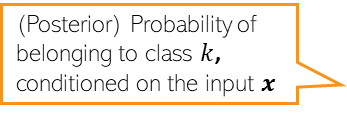 (Posterior) Probability of
belonging to class k,
conditioned on the input x